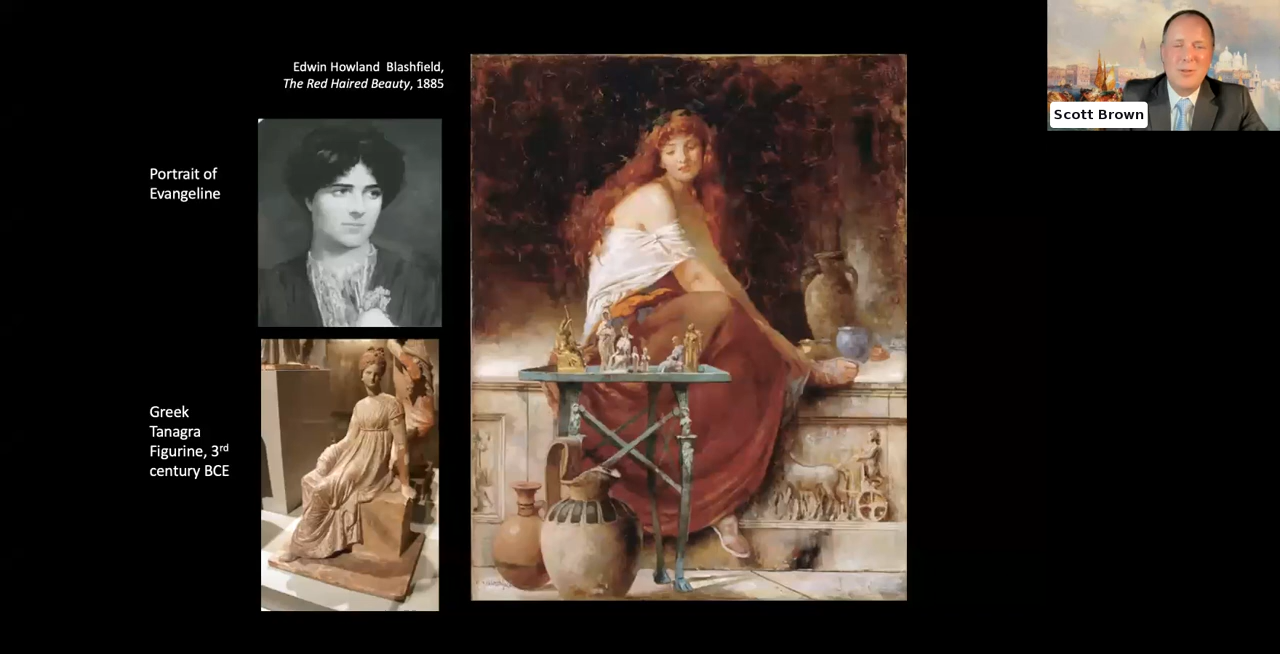 Edwin Howland Blashfield,
The Red Haired Beauty, 1885
Scott Brown
Portrait of
Evangeline
Greek
Tanagra
Figurine, 3rd
century BCE